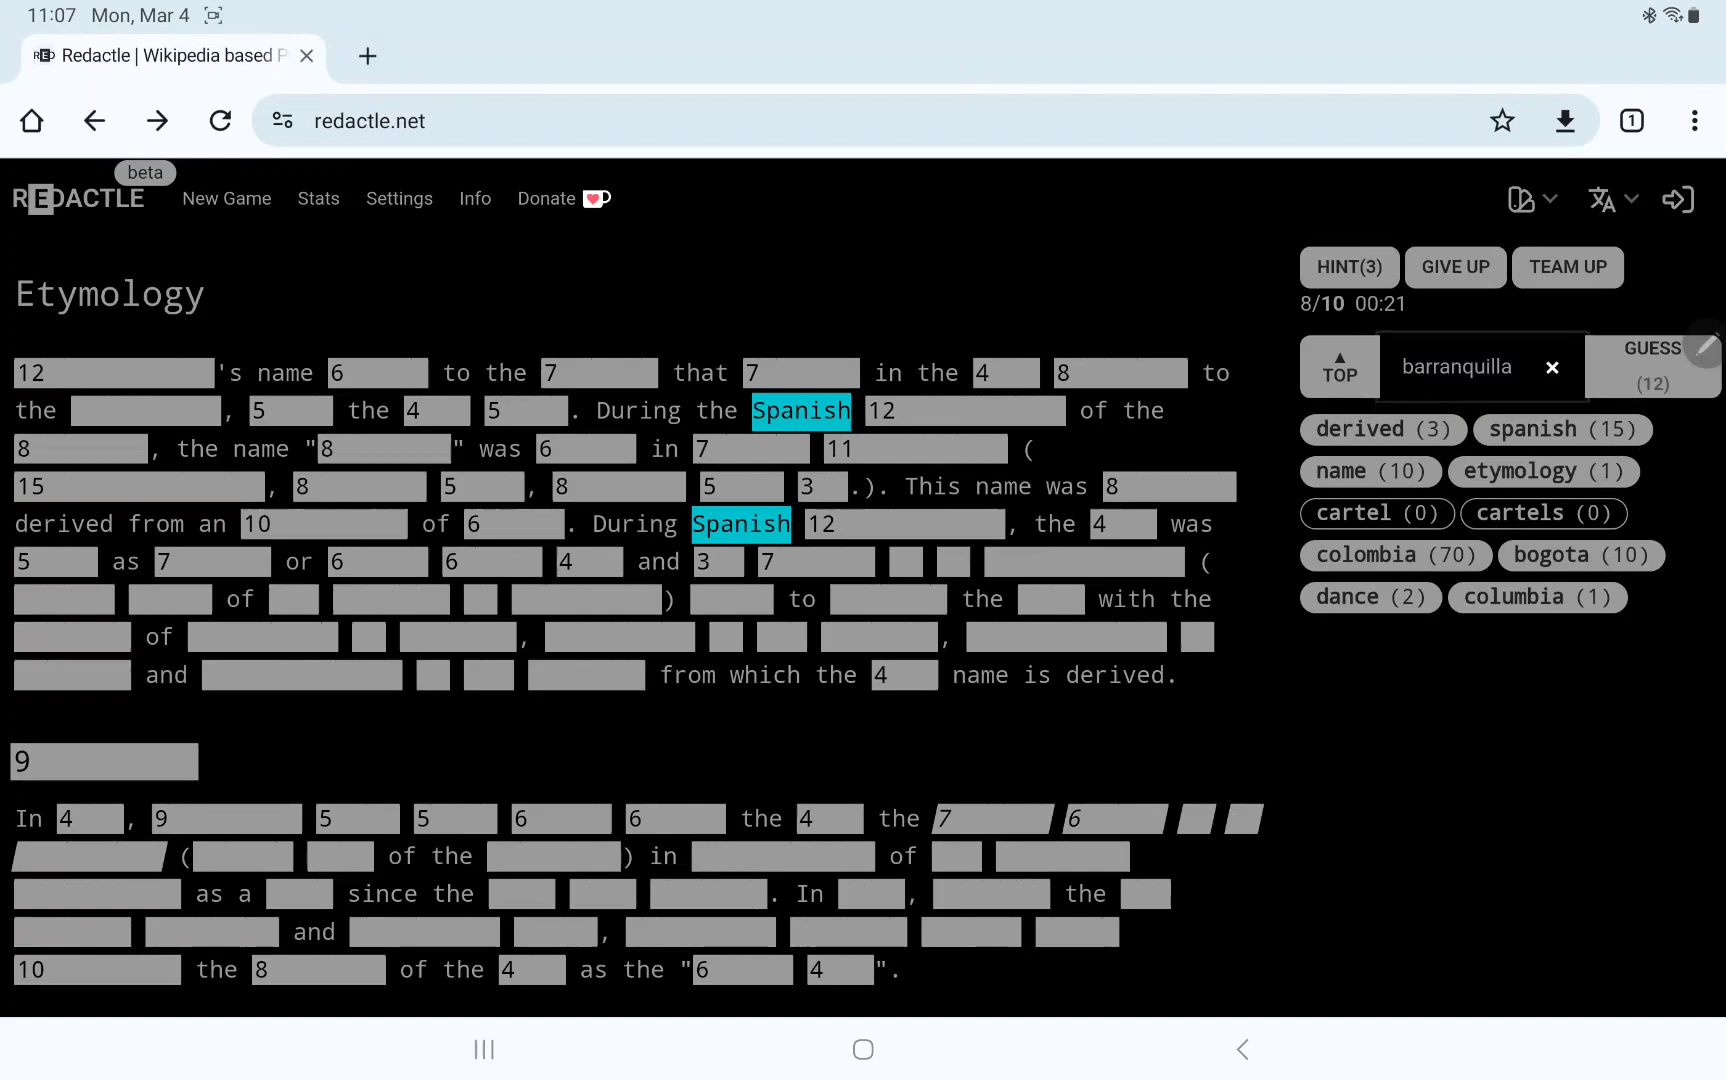 11:07 Mon, Mar 4
RED Redactle | Wikipedia based P
redactle.net
1
beta
REDACTLE New Game Stats Settings Info Donate
HINT(3) GIVE UP TEAM UP
8/10 00:21
▲ TOP barranquilla × GUESS (12)
derived (3) spanish (15)
name (10) etymology (1)
cartel (0) cartels (0)
colombia (70) bogota (10)
dance (2) columbia (1)
Etymology
12 's name 6 to the 7 that 7 in the 4 8 to
the , 5 the 4 5 . During the Spanish 12 of the
8 , the name "8 " was 6 in 7 11 (
15 , 8 5 , 8 5 3 .). This name was 8
derived from an 10 of 6 . During Spanish 12 , the 4 was
5 as 7 or 6 6 4 and 3 7 (
of ) to the with the
of , ,
and from which the 4 name is derived.
9
In 4 , 9 5 5 6 6 the 4 the 7 6
( of the ) in of
as a since the . In , the
and ,
10 the 8 of the 4 as the "6 4 ".